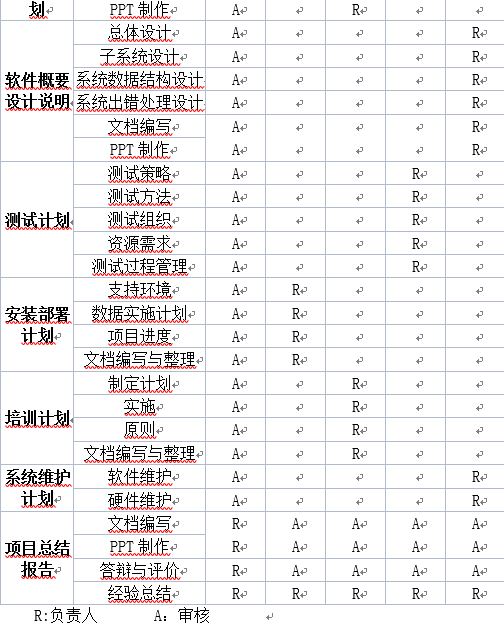 划 PPT 制作 A R
总体设计 A R
子系统设计 A R
软件概要 系统数据结构设计 A R
设计说明 系统出错处理设计 A R
文档编写 A R
PPT 制作 A R
测试策略 A R
测试方法 A R
测试计划 测试组织 A R
资源需求 A R
测试过程管理 A R
支持环境 A R
安装部署 数据实施计划 A R
计划 项目进度 A R
文档编写与整理 A R
制定计划 A R
培训计划 实施 A R
原则 A R
文档编写与整理 A R
系统维护 软件维护 A R
计划 硬件维护 A R
文档编写 R A A A A
项目总结 PPT 制作 R A A A A
报告 答辩与评价 R A A A A
经验总结 R R R R R
R:负责人 A：审核